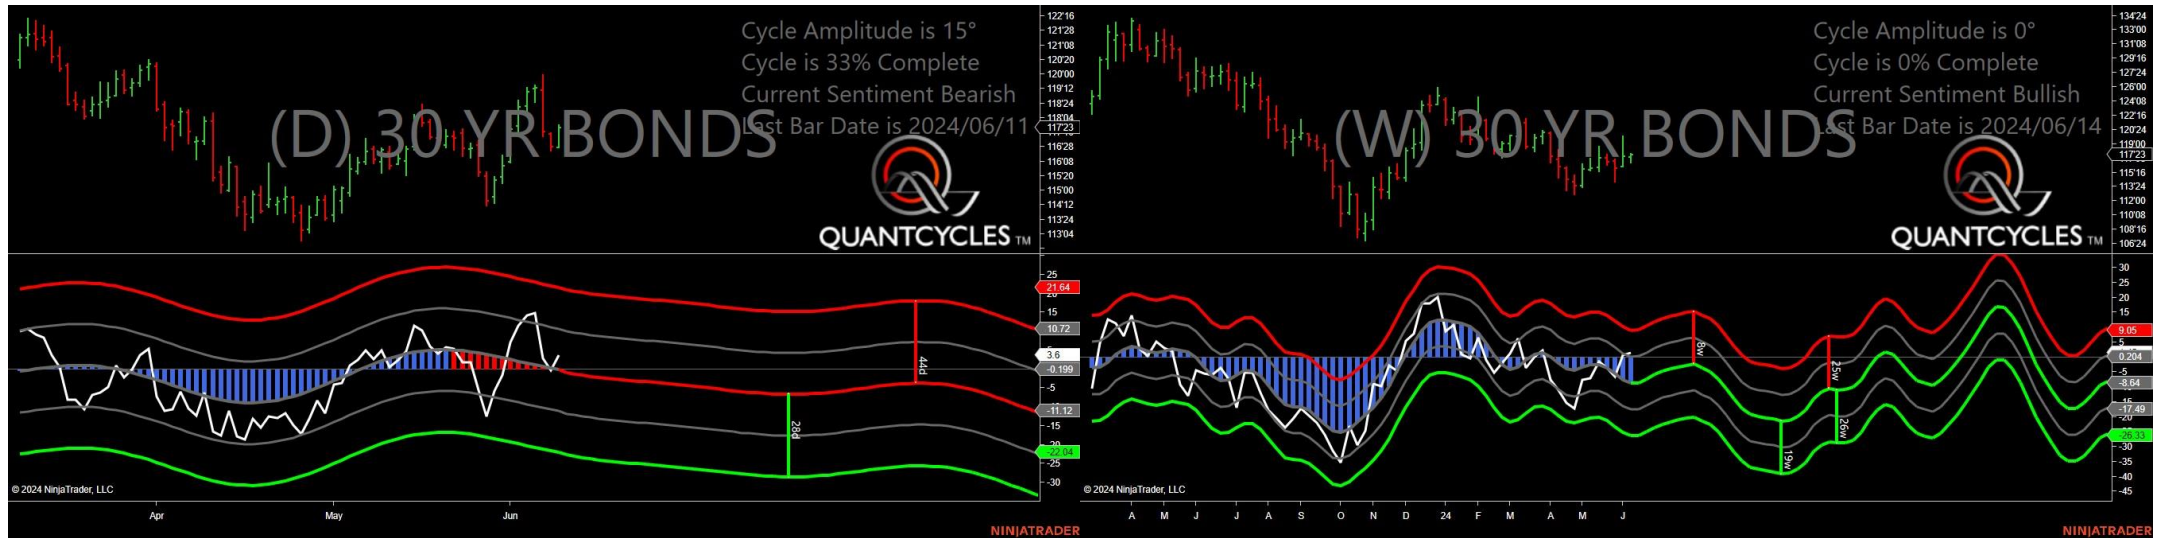 Cycle Amplitude is 15°
Cycle is 33% Complete
Current Sentiment Bearish
Last Bar Date is 2024/06/11
(D) 30 YR BONDS
QUANTCYCLES TM
122'16
121'28
121'08
120'20
120'00
119'12
118'24
118'04
117'23
116'28
116'08
115'20
115'00
114'12
113'24
113'04
25
21.64
15
10.72
3.6
-0.199
-5
-11.12
-15
-20
-22.04
-25
-30
44d
28d
© 2024 NinjaTrader, LLC
Apr May Jun
NINJATRADER
Cycle Amplitude is 0°
Cycle is 0% Complete
Current Sentiment Bullish
Last Bar Date is 2024/06/14
(W) 30 YR BONDS
QUANTCYCLES TM
134'24
133'00
131'08
129'16
127'24
126'00
124'08
122'16
120'24
119'00
117'23
115'16
113'24
112'00
110'08
108'16
106'24
30
25
20
15
9.05
5
0.204
-5
-8.64
-17.49
-26.33
-30
-35
-40
-45
8w
25w
26w
19w
© 2024 NinjaTrader, LLC
A M J J A S O N D 24 F M A M J
NINJATRADER